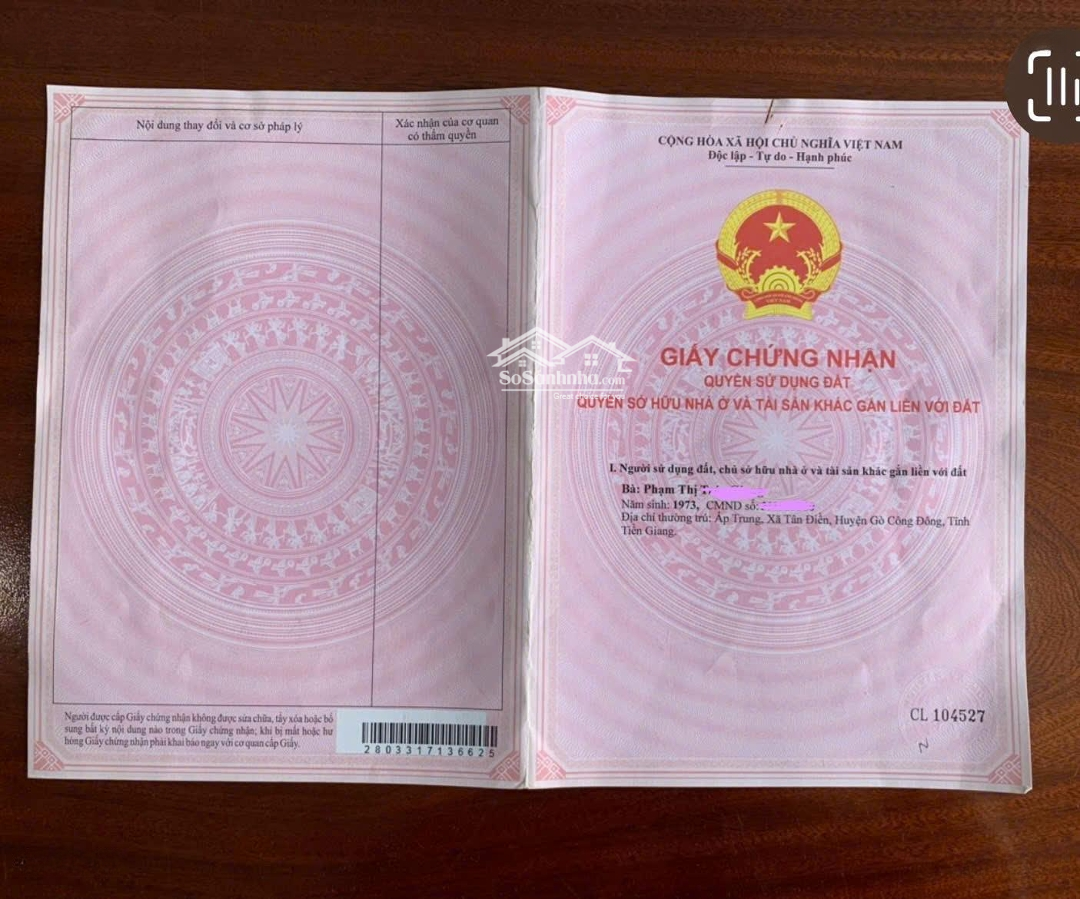 Nội dung thay đổi và cơ sở pháp lý
Xác nhận của cơ quan
có thẩm quyền
Người được cấp Giấy chứng nhận không được sửa chữa, tẩy xóa hoặc bổ
sung bất kỳ nội dung nào trong Giấy chứng nhận; khi bị mất hoặc hư
hỏng Giấy chứng nhận phải khai báo ngay với cơ quan cấp Giấy.
2803317136625
CỘNG HÒA XÃ HỘI CHỦ NGHĨA VIỆT NAM
Độc lập - Tự do - Hạnh phúc
VIỆT NAM
GIẤY CHỨNG NHẬN
QUYỀN SỬ DỤNG ĐẤT
QUYỀN SỞ HỮU NHÀ Ở VÀ TÀI SẢN KHÁC GẮN LIỀN VỚI ĐẤT
SoSanhnha.com
I. Người sử dụng đất, chủ sở hữu nhà ở và tài sản khác gắn liền với đất
Bà: Phạm Thị
Năm sinh: 1973, CMND số:
Địa chỉ thường trú: Ấp Trung, Xã Tân Điền, Huyện Gò Công Đông, Tỉnh
Tiền Giang.
CL 104527
N